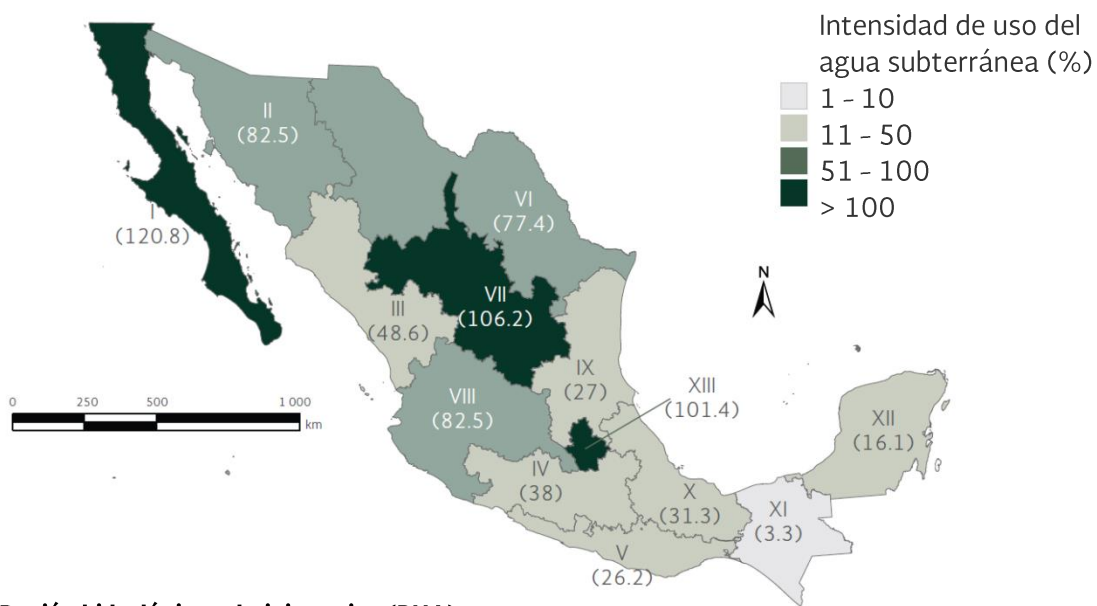 Intensidad de uso del
agua subterránea (%)
1 - 10
11 - 50
51 - 100
> 100
II
(82.5)
VI
(77.4)
I
(120.8)
N
VII
(106.2)
III
(48.6)
IX
(27)
XIII
(101.4)
0 250 500 1 000
km
VIII
(82.5)
XII
(16.1)
IV
(38)
X
(31.3)
XI
(3.3)
V
(26.2)